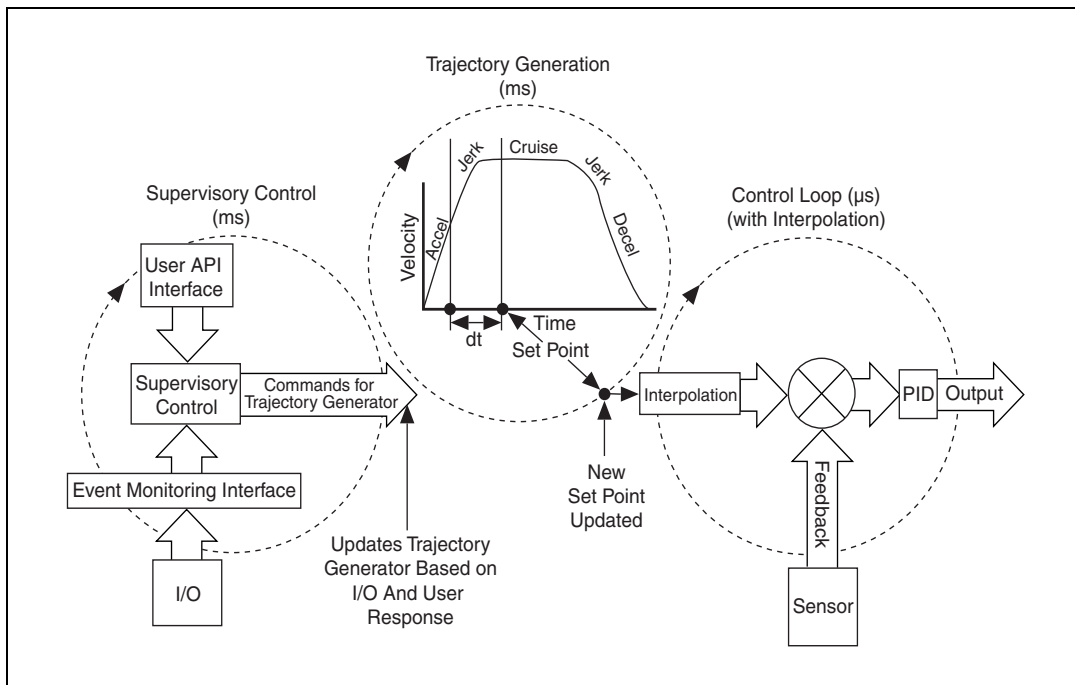 Trajectory Generation
(ms)
Jerk
Cruise
Jerk
Accel
Decel
Velocity
Time
dt
Set Point
Supervisory Control
(ms)
User API
Interface
Supervisory
Control
Commands for
Trajectory Generator
Event Monitoring Interface
I/O
Updates Trajectory
Generator Based on
I/O And User
Response
New
Set Point
Updated
Control Loop (µs)
(with Interpolation)
Interpolation
PID
Output
Feedback
Sensor